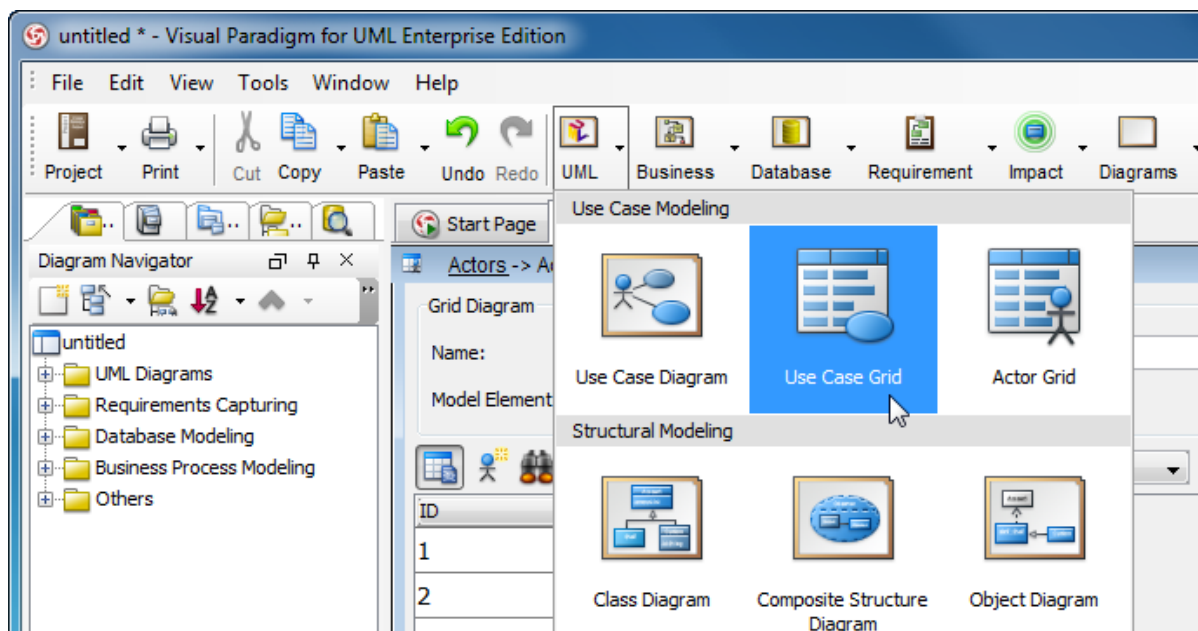 untitled * - Visual Paradigm for UML Enterprise Edition
File Edit View Tools Window Help
Project Print Cut Copy Paste Undo Redo UML Business Database Requirement Impact Diagrams
Start Page
Use Case Modeling
Diagram Navigator
Actors -> A
Grid Diagram
untitled
Name:
UML Diagrams
Use Case Diagram Use Case Grid Actor Grid
Requirements Capturing
Model Element
Database Modeling
Structural Modeling
Business Process Modeling
Others
ID
1
2
Class Diagram Composite Structure Object Diagram
Diagram